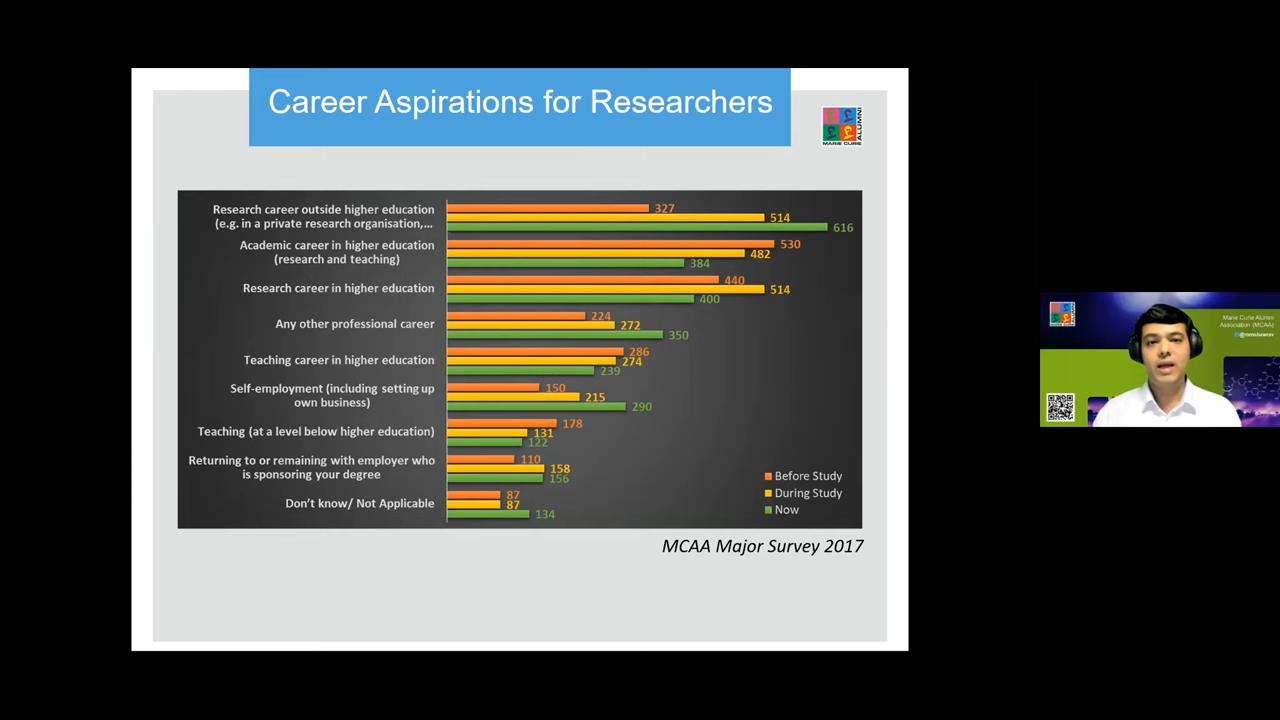 Career Aspirations for Researchers
MARIE CURIE
ALUMNI
Research career outside higher education
(e.g. in a private research organisation,...
327
514
616
Academic career in higher education
(research and teaching)
530
482
384
Research career in higher education
440
514
400
Any other professional career
224
272
350
Teaching career in higher education
286
274
239
Self-employment (including setting up
own business)
150
215
290
Teaching (at a level below higher education)
178
131
122
Returning to or remaining with employer who
is sponsoring your degree
110
158
156
Don't know/ Not Applicable
87
87
134
Before Study
During Study
Now
MCAA Major Survey 2017
Marie Curie Alumni
Association (MCAA)